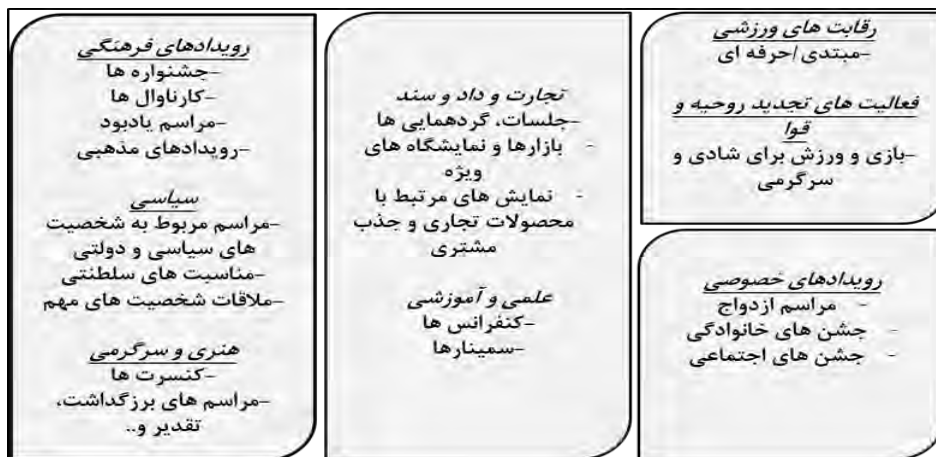 رقابت های ورزشی
-مبتدی/حرفه ای
فعالیت های تجدید روحیه و
قوا
-بازی و ورزش برای شادی و
سرگرمی
رویدادهای خصوصی
- مراسم ازدواج
- جشن های خانوادگی
- جشن های اجتماعی
تجارت و داد و سند
-جلسات، گردهمایی ها
- بازارها و نمایشگاه های
ویژه
- نمایش های مرتبط با
محصولات تجاری و جذب
مشتری
علمی و آموزشی
-کنفرانس ها
-سمینارها
رویدادهای فرهنگی
-جشنواره ها
-کارناوال ها
-مراسم یادبود
-رویدادهای مذهبی
سیاسی
-مراسم مربوط به شخصیت
های سیاسی و دولتی
-مناسبت های سلطنتی
-ملاقات شخصیت های مهم
هنری و سرگرمی
-کنسرت ها
-مراسم های بزرگداشت،
تقدیر و..